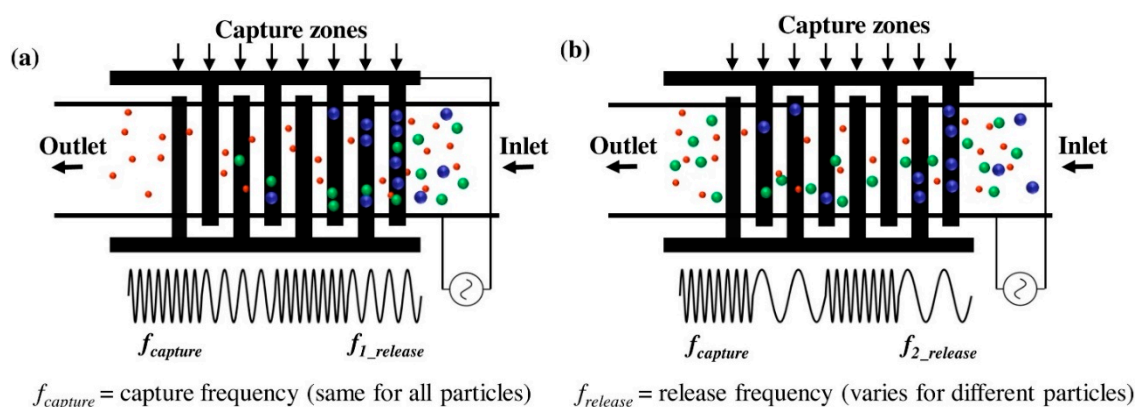 (a)
Capture zones
Outlet
Inlet
f_capture
f_1_release
(b)
Capture zones
Outlet
Inlet
f_capture
f_2_release
f_capture = capture frequency (same for all particles)
f_release = release frequency (varies for different particles)